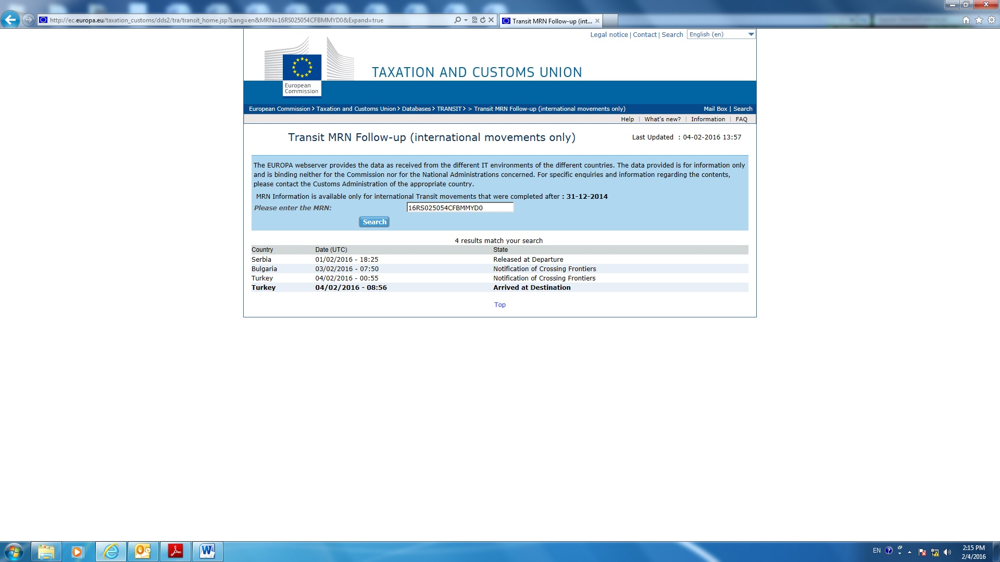 http://ec.europa.eu/taxation_customs/dds2/tra/transit_home.jsp?Lang=en&MRN=16RS025054CFBMMYD0&Expand=true
Transit MRN Follow-up (int...
Legal notice | Contact | Search English (en)
TAXATION AND CUSTOMS UNION
European
Commission
European Commission > Taxation and Customs Union > Databases > TRANSIT > > Transit MRN Follow-up (international movements only) Mail Box | Search
Help | What's new? | Information | FAQ
Transit MRN Follow-up (international movements only) Last Updated : 04-02-2016 13:57
The EUROPA webserver provides the data as received from the different IT environments of the different countries. The data provided is for information only
and is binding neither for the Commission nor for the National Administrations concerned. For specific enquiries and information regarding the contents,
please contact the Customs Administration of the appropriate country.
MRN Information is available only for international Transit movements that were completed after : 31-12-2014
Please enter the MRN: 16RS025054CFBMMYD0
Search
4 results match your search
Country Date (UTC) State
Serbia 01/02/2016 - 18:25 Released at Departure
Bulgaria 03/02/2016 - 07:50 Notification of Crossing Frontiers
Turkey 04/02/2016 - 00:55 Notification of Crossing Frontiers
Turkey 04/02/2016 - 08:56 Arrived at Destination
Top
EN
2:15 PM
2/4/2016